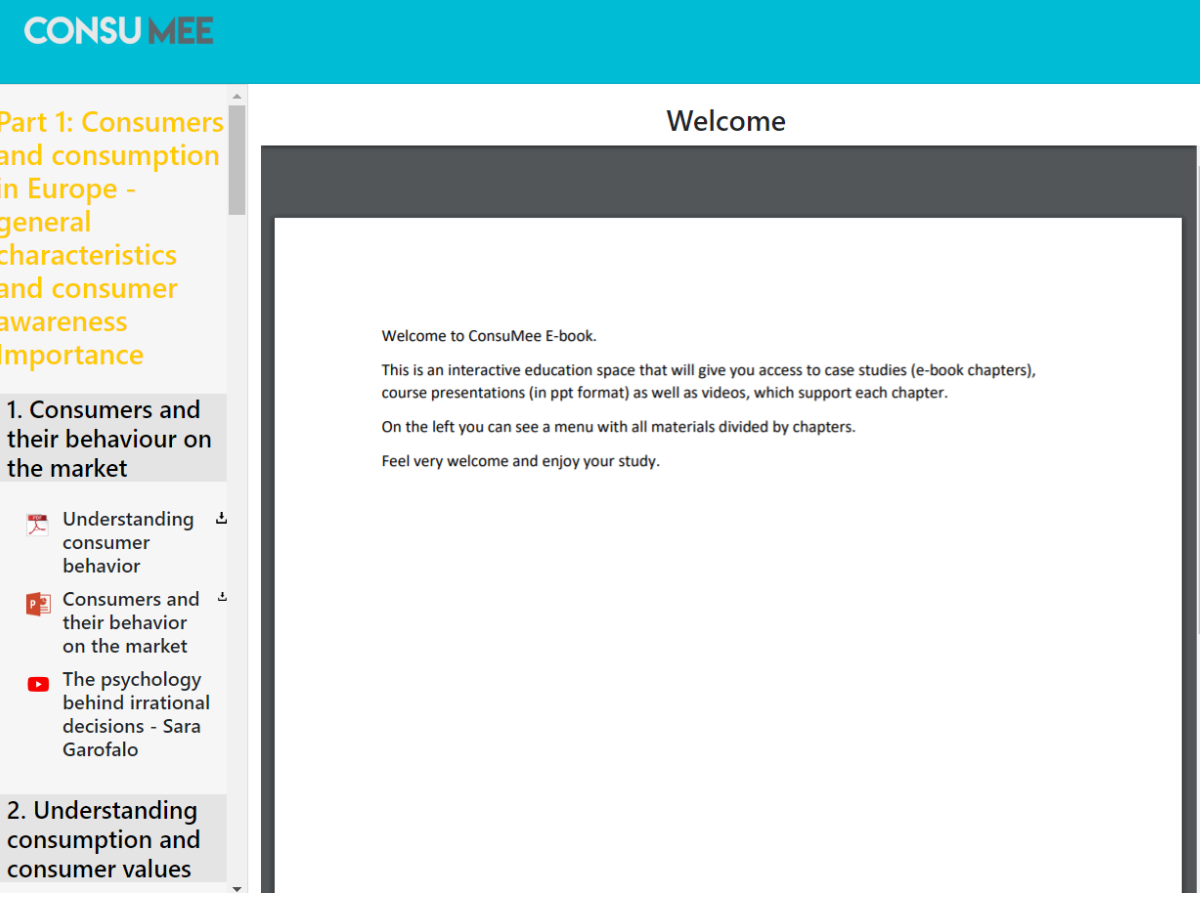 CONSUMEE
Part 1: Consumers
and consumption
in Europe -
general
characteristics
and consumer
awareness
Importance
1. Consumers and
their behaviour on
the market
Understanding
consumer
behavior
Consumers and
their behavior
on the market
The psychology
behind irrational
decisions - Sara
Garofalo
2. Understanding
consumption and
consumer values
Welcome
Welcome to ConsuMee E-book.
This is an interactive education space that will give you access to case studies (e-book chapters),
course presentations (in ppt format) as well as videos, which support each chapter.
On the left you can see a menu with all materials divided by chapters.
Feel very welcome and enjoy your study.